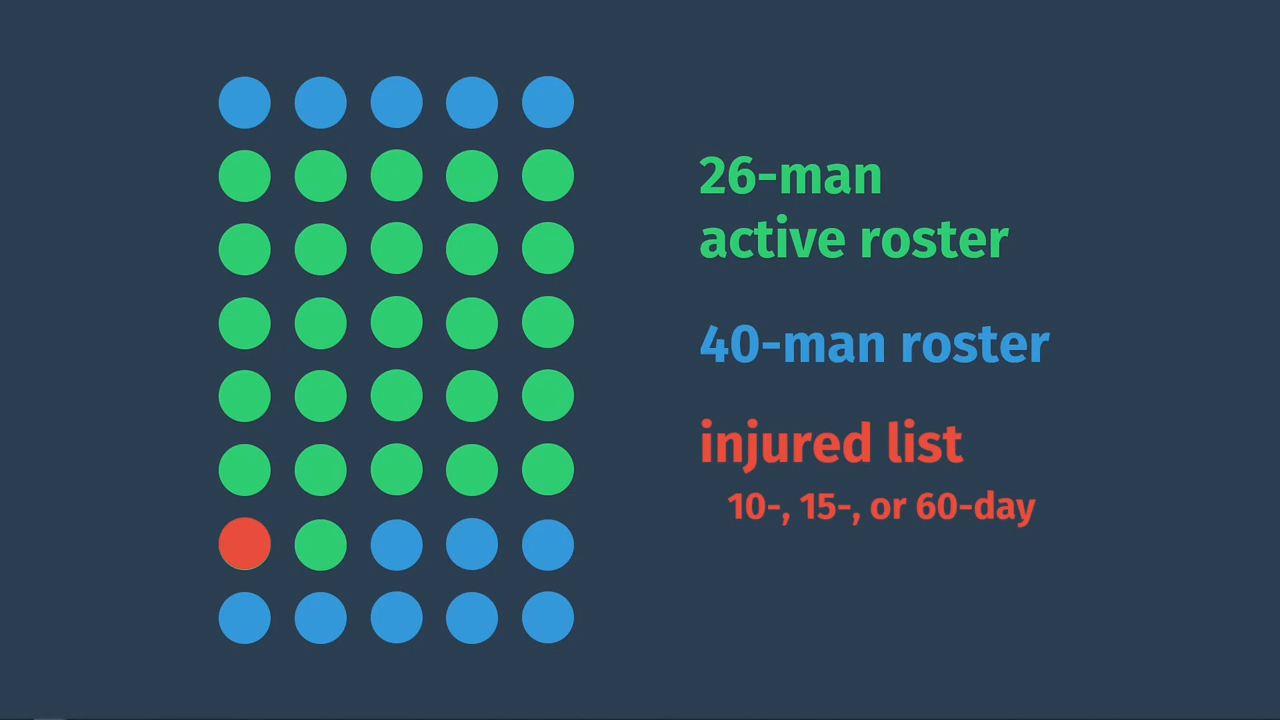 26-man
active roster
40-man roster
injured list
10-, 15-, or 60-day